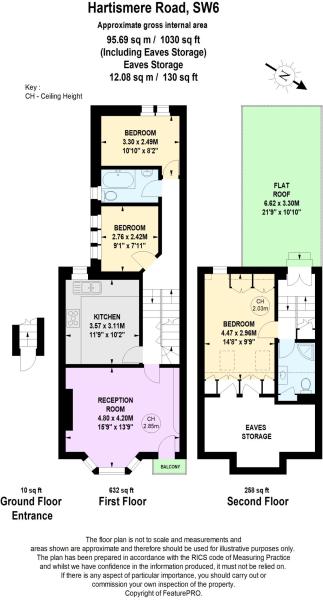 Hartismere Road, SW6
Approximate gross internal area
95.69 sq m / 1030 sq ft
(Including Eaves Storage)
Eaves Storage
12.08 sq m / 130 sq ft
Key :
CH - Ceiling Height
N
BEDROOM
3.30 x 2.49M
10'10" x 8'2"
BEDROOM
2.76 x 2.42M
9'1" x 7'11"
KITCHEN
3.57 x 3.11M
11'9" x 10'2"
RECEPTION
ROOM
4.80 x 4.20M
15'9" x 13'9"
CH
2.85m
BALCONY
FLAT
ROOF
6.62 x 3.30M
21'9" x 10'10"
CH
2.03m
BEDROOM
4.47 x 2.96M
14'8" x 9'9"
EAVES
STORAGE
10 sq ft
Ground Floor
Entrance
632 sq ft
First Floor
258 sq ft
Second Floor
The floor plan is not to scale and measurements and
areas shown are approximate and therefore should be used for illustrative purposes only.
The plan has been prepared in accordance with the RICS code of Measuring Practice
and whilst we have confidence in the information produced, it must not be relied on.
If there is any aspect of particular importance, you should carry out or
commission your own inspection of the property.
Copyright of FeaturePRO.